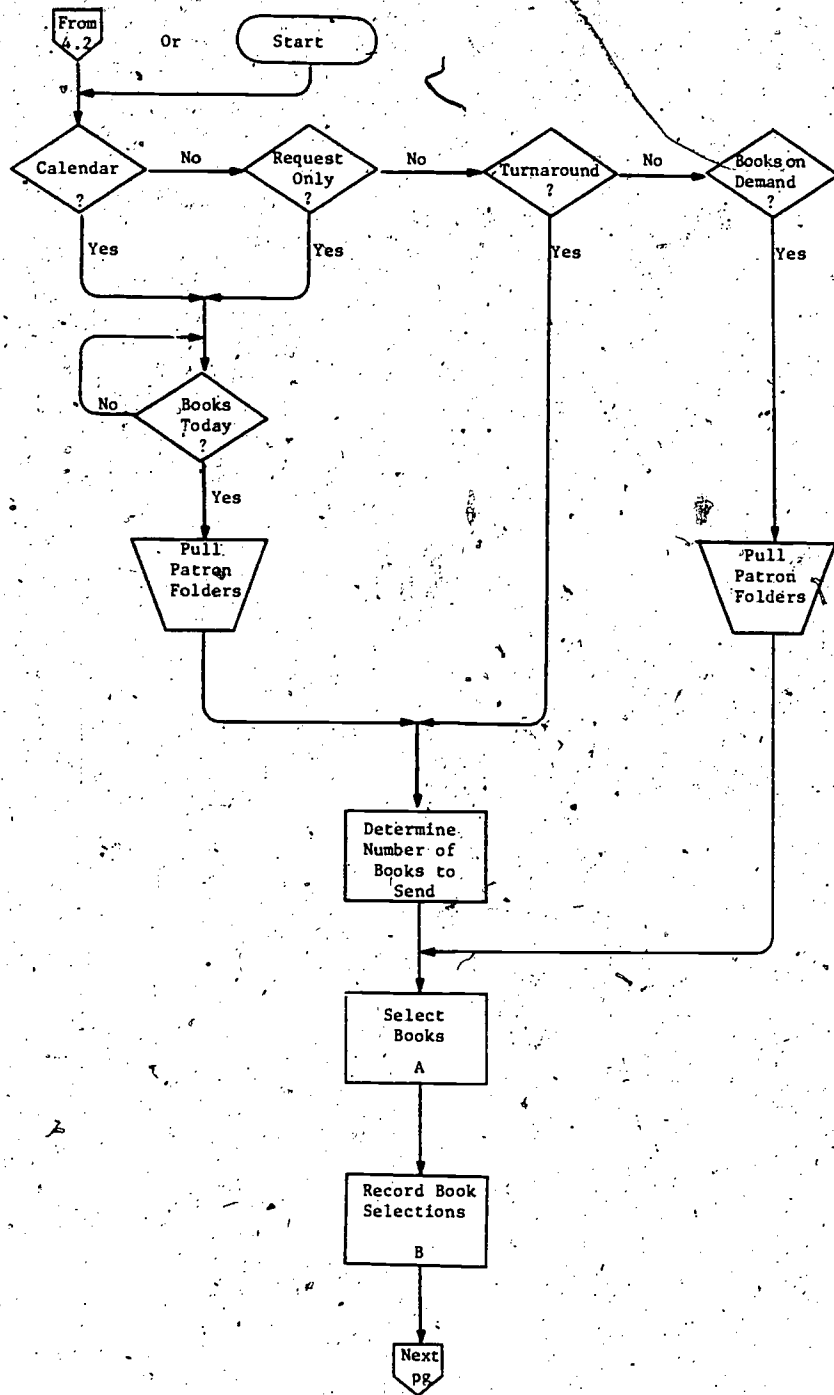 From
4.2
Or
Start
Calendar
?
No
Request
Only
?
No
Turnaround
?
No
Books on
Demand
?
Yes
Yes
Yes
Yes
No
Books
Today
?
Yes
Pull
Patron
Folders
Pull
Patron
Folders
Determine
Number of
Books to
Send
Select
Books
A
Record Book
Selections
B
Next
pg